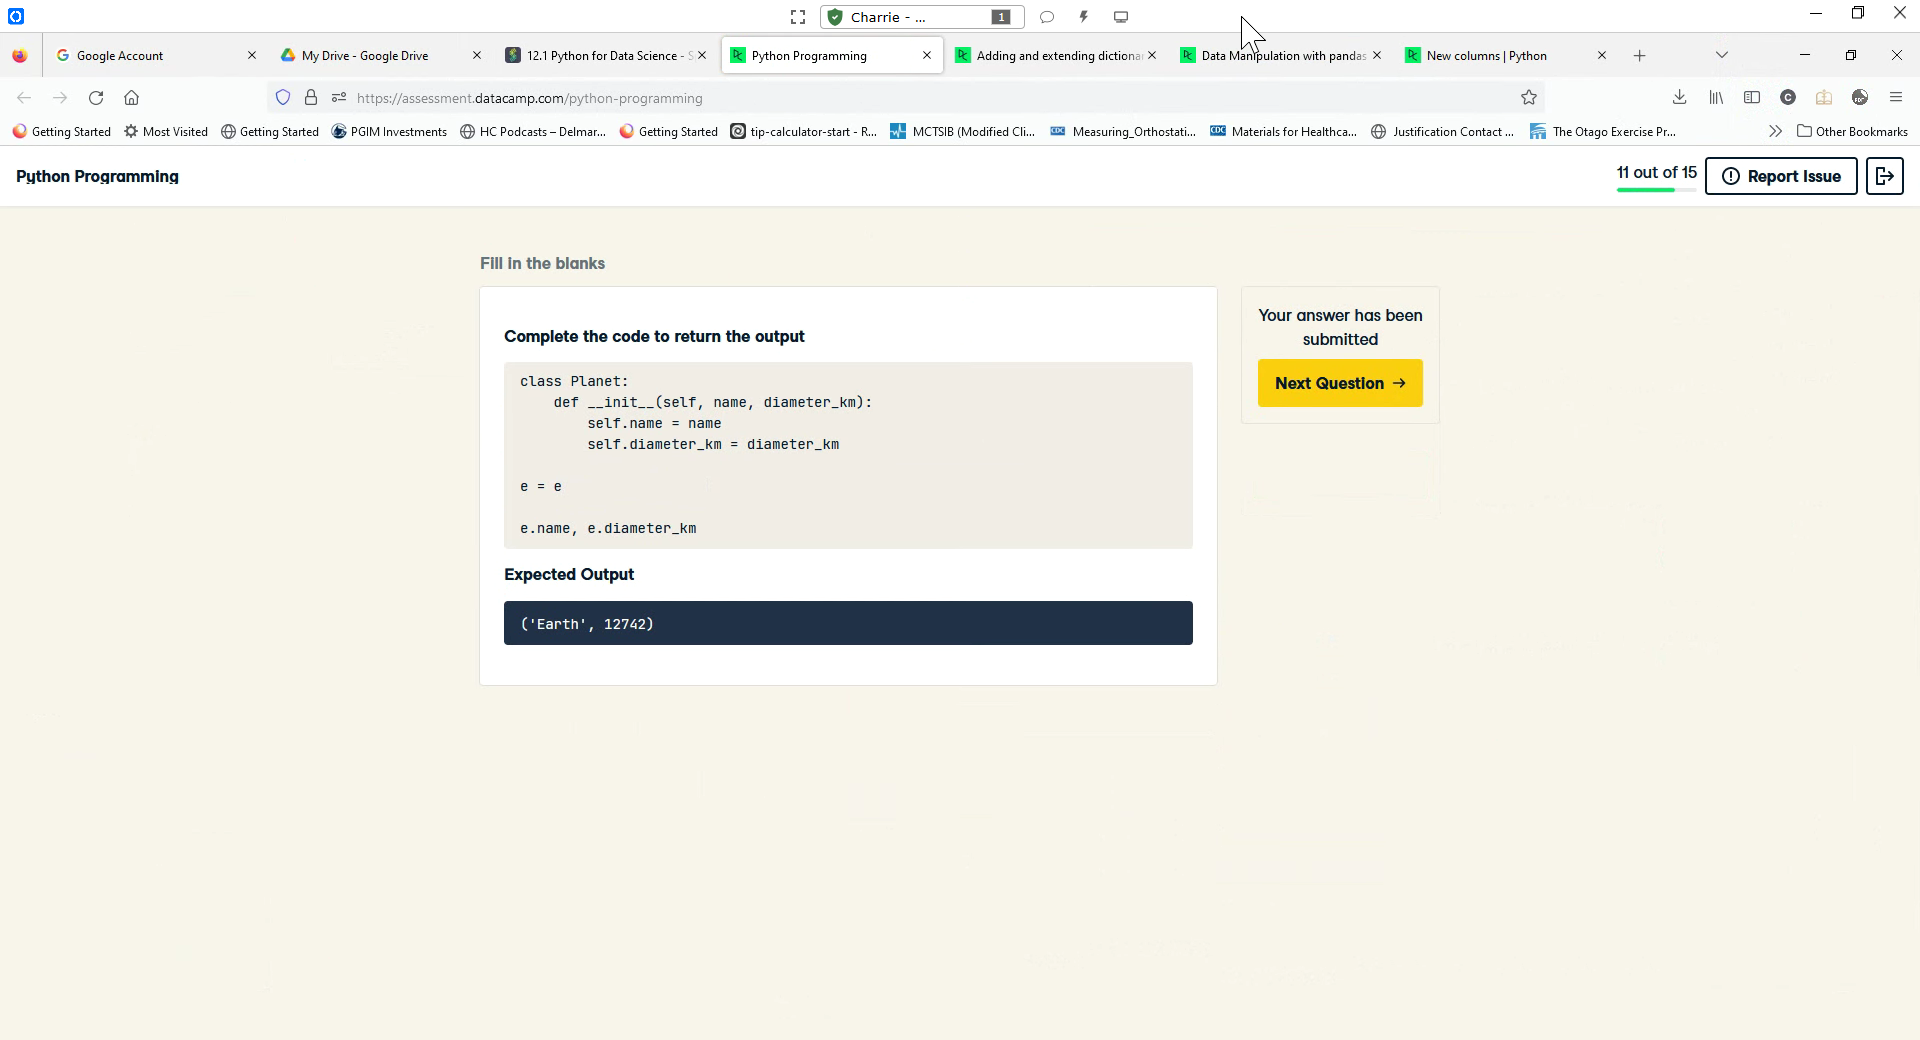 Charrie - ...
1
Google Account
My Drive - Google Drive
12.1 Python for Data Science - S
Python Programming
Adding and extending dictionar
Data Manipulation with pandas
New columns | Python
https://assessment.datacamp.com/python-programming
C
Getting Started
Most Visited
Getting Started
PGIM Investments
HC Podcasts – Delmar...
Getting Started
tip-calculator-start - R...
MCTSIB (Modified Cli...
CDC
Measuring_Orthostati...
CDC
Materials for Healthca...
Justification Contact ...
The Otago Exercise Pr...
Other Bookmarks
Python Programming
11 out of 15
Report Issue
Fill in the blanks
Complete the code to return the output
class Planet:
    def __init__(self, name, diameter_km):
        self.name = name
        self.diameter_km = diameter_km
e = e
e.name, e.diameter_km
Expected Output
('Earth', 12742)
Your answer has been
submitted
Next Question →